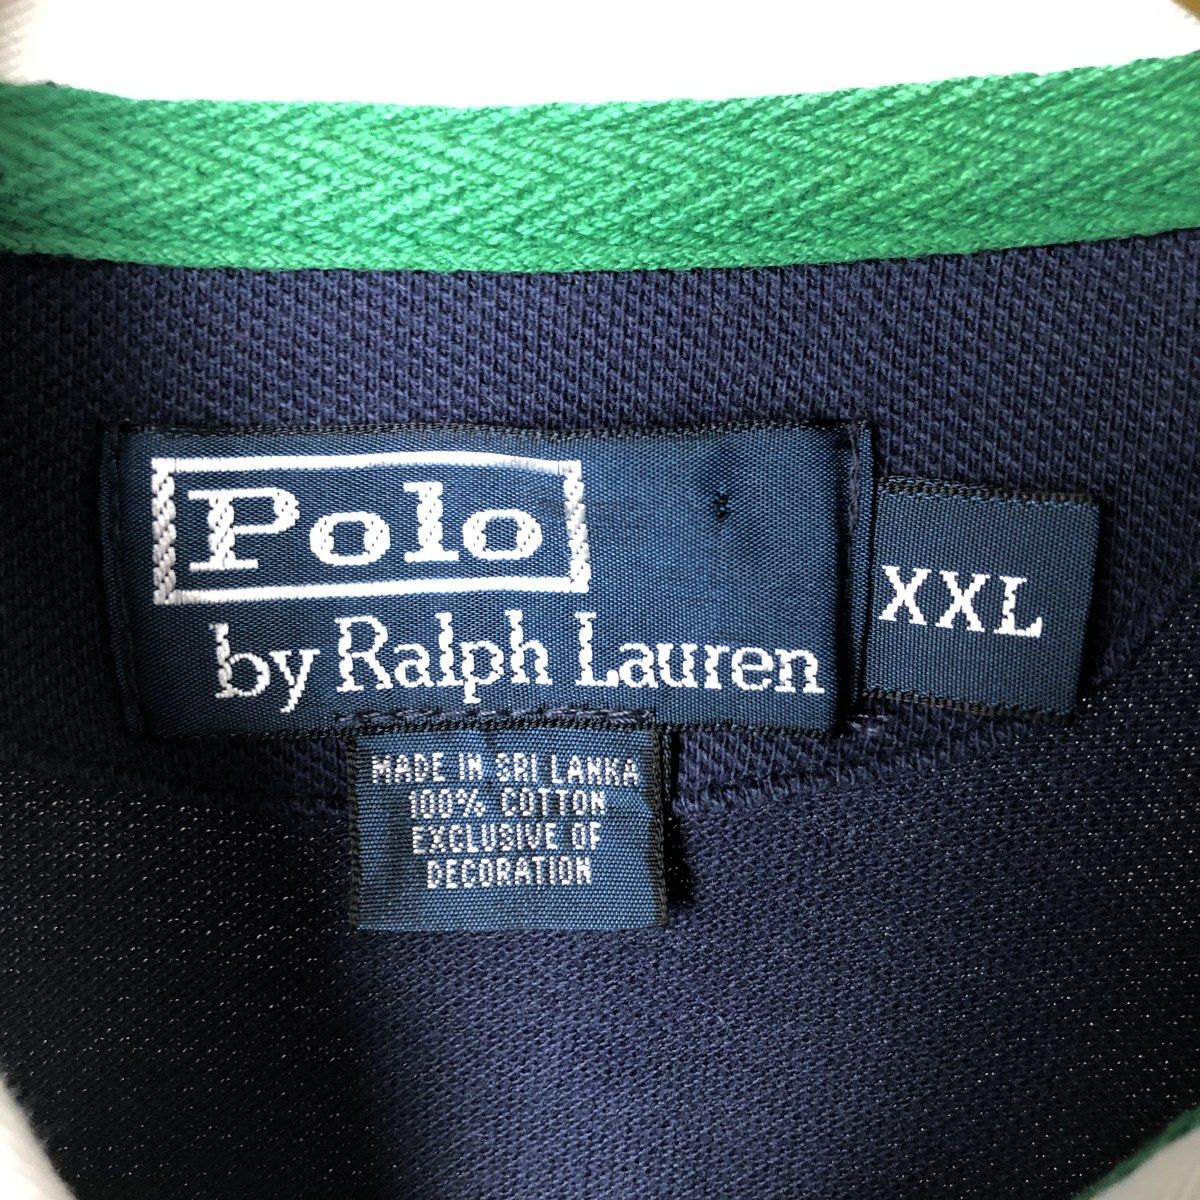 Polo
by Ralph Lauren
XXL
MADE IN SRI LANKA
100% COTTON
EXCLUSIVE OF
DECORATION